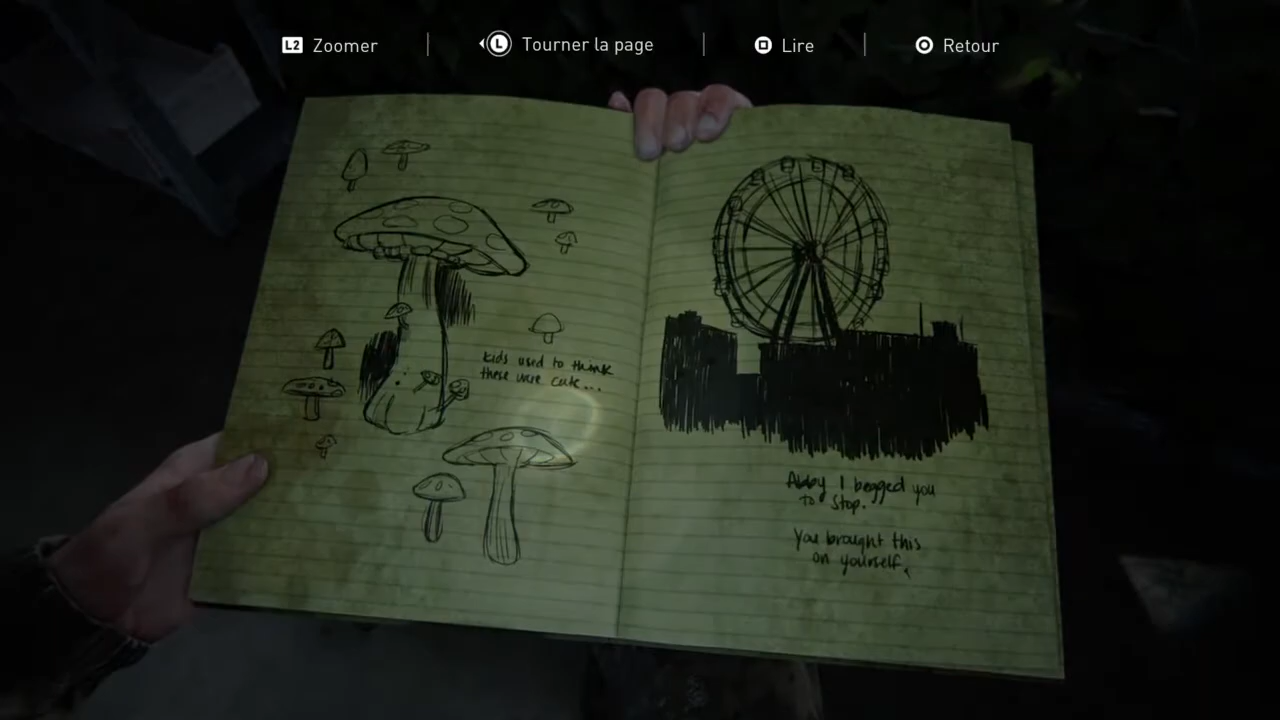 L2 Zoomer
L Tourner la page
Lire
Retour
kids used to think
these were cute...
Abby I begged you
to stop.
You brought this
on yourself.